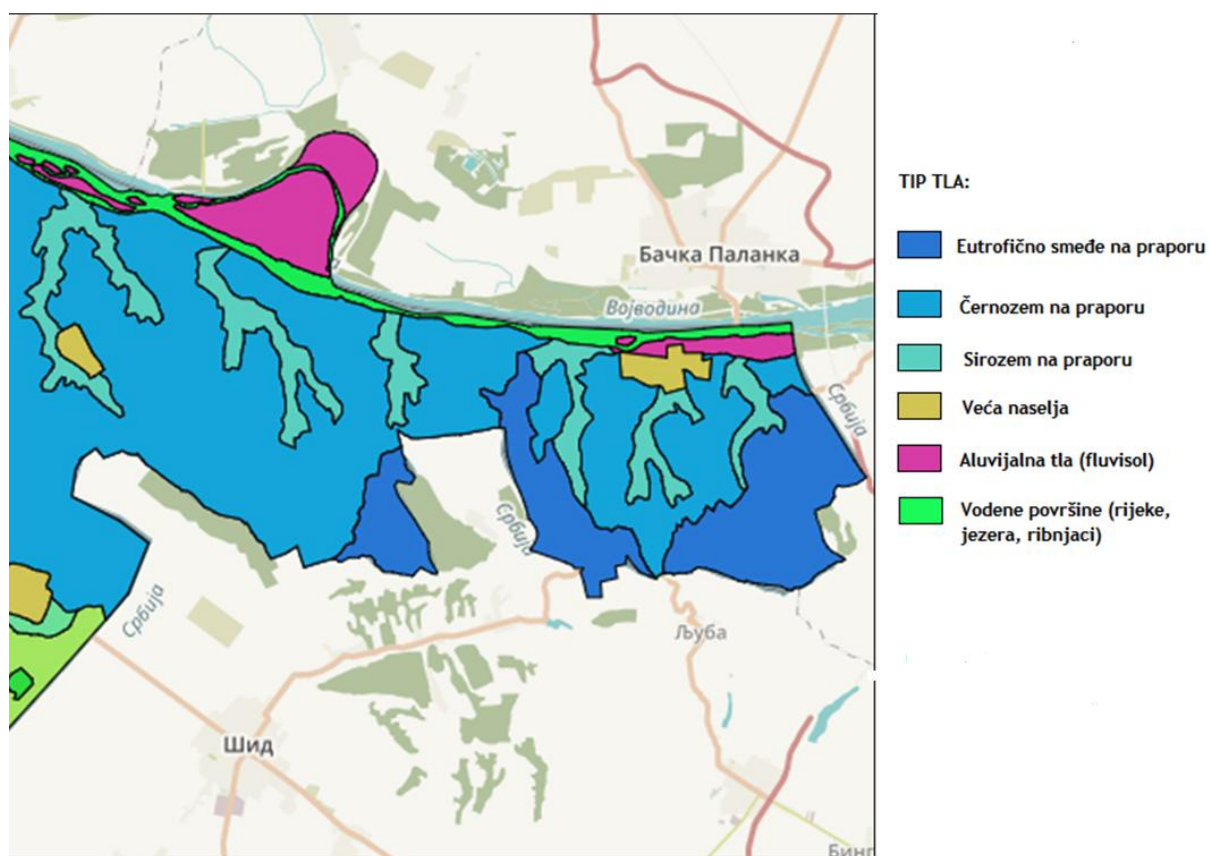 Бачка Паланка
Војводина
Србија
Србија
Србија
Љуба
Шид
Бинг
TIP TLA:
Eutrofično smeđe na praporu
Černozem na praporu
Sirozem na praporu
Veća naselja
Aluvijalna tla (fluvisol)
Vodene površine (rijeke,
jezera, ribnjaci)